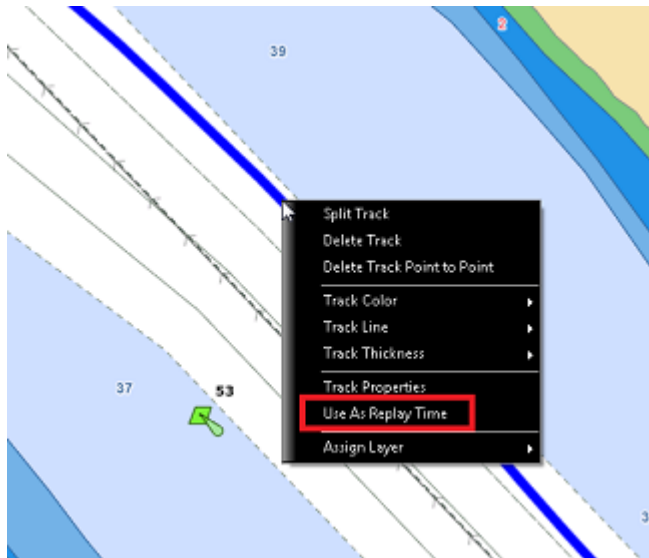 2
39
Split Track
Delete Track
Delete Track Point to Point
Track Color
Track Line
Track Thickness
Track Properties
37
53
Use As Replay Time
Assign Layer
3